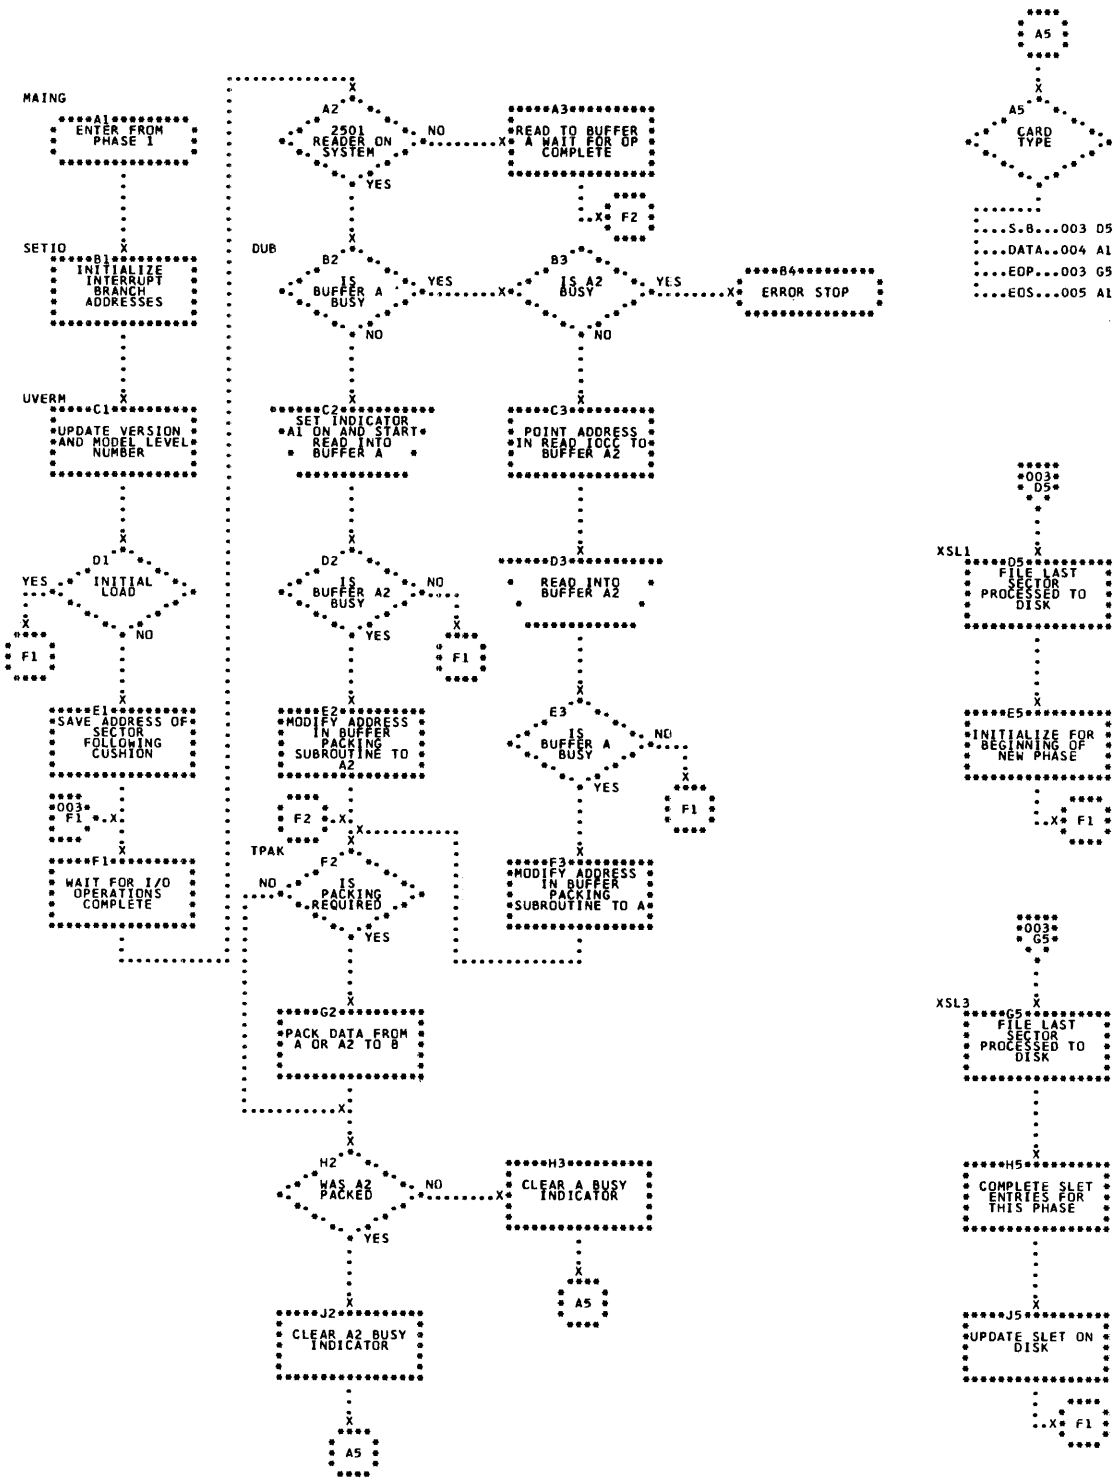 MAING
A1
ENTER FROM
PHASE 1
SETIO
B1
INITIALIZE
INTERRUPT
BRANCH
ADDRESSES
UVERM
C1
UPDATE VERSION
AND MODEL LEVEL
NUMBER
D1
INITIAL
LOAD
YES
NO
F1
E1
SAVE ADDRESS OF
SECTOR
FOLLOWING
CUSHION
003
F1
F1
WAIT FOR I/O
OPERATIONS
COMPLETE
A2
2501
READER ON
SYSTEM
NO
YES
DUB
B2
IS
BUFFER A
BUSY
YES
NO
C2
SET INDICATOR
A1 ON AND START
READ INTO
BUFFER A
D2
IS
BUFFER A2
BUSY
NO
YES
F1
E2
MODIFY ADDRESS
IN BUFFER
PACKING
SUBROUTINE TO
A2
F2
TPAK
F2
IS
PACKING
REQUIRED
NO
YES
G2
PACK DATA FROM
A OR A2 TO B
H2
WAS A2
PACKED
NO
YES
J2
CLEAR A2 BUSY
INDICATOR
A5
A3
READ TO BUFFER
A WAIT FOR OP
COMPLETE
F2
B3
IS A2
BUSY
YES
NO
B4
ERROR STOP
C3
POINT ADDRESS
IN READ IOCC TO
BUFFER A2
D3
READ INTO
BUFFER A2
E3
IS
BUFFER A
BUSY
NO
YES
F1
F3
MODIFY ADDRESS
IN BUFFER
PACKING
SUBROUTINE TO A
H3
CLEAR A BUSY
INDICATOR
A5
A5
A5
CARD
TYPE
S.B...003 D5
DATA..004 A1
EOP...003 G5
EOS...005 A1
003
D5
XSL1
D5
FILE LAST
SECTOR
PROCESSED TO
DISK
E5
INITIALIZE FOR
BEGINNING OF
NEW PHASE
F1
003
G5
XSL3
G5
FILE LAST
SECTOR
PROCESSED TO
DISK
H5
COMPLETE SLET
ENTRIES FOR
THIS PHASE
J5
UPDATE SLET ON
DISK
F1